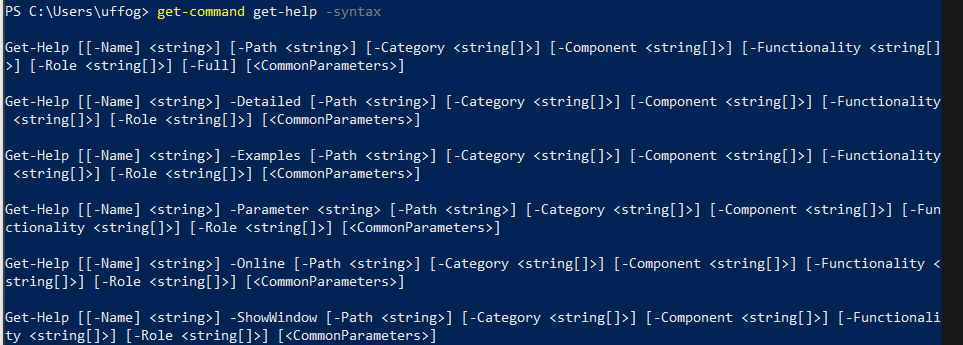 PS C:\Users\uffog> get-command get-help -syntax
Get-Help [[-Name] <string>] [-Path <string>] [-Category <string[]>] [-Component <string[]>] [-Functionality <string[]
>] [-Role <string[]>] [-Full] [<CommonParameters>]
Get-Help [[-Name] <string>] -Detailed [-Path <string>] [-Category <string[]>] [-Component <string[]>] [-Functionality
 <string[]>] [-Role <string[]>] [<CommonParameters>]
Get-Help [[-Name] <string>] -Examples [-Path <string>] [-Category <string[]>] [-Component <string[]>] [-Functionality
 <string[]>] [-Role <string[]>] [<CommonParameters>]
Get-Help [[-Name] <string>] -Parameter <string> [-Path <string>] [-Category <string[]>] [-Component <string[]>] [-Fun
ctionality <string[]>] [-Role <string[]>] [<CommonParameters>]
Get-Help [[-Name] <string>] -Online [-Path <string>] [-Category <string[]>] [-Component <string[]>] [-Functionality <
string[]>] [-Role <string[]>] [<CommonParameters>]
Get-Help [[-Name] <string>] -ShowWindow [-Path <string>] [-Category <string[]>] [-Component <string[]>] [-Functionali
ty <string[]>] [-Role <string[]>] [<CommonParameters>]